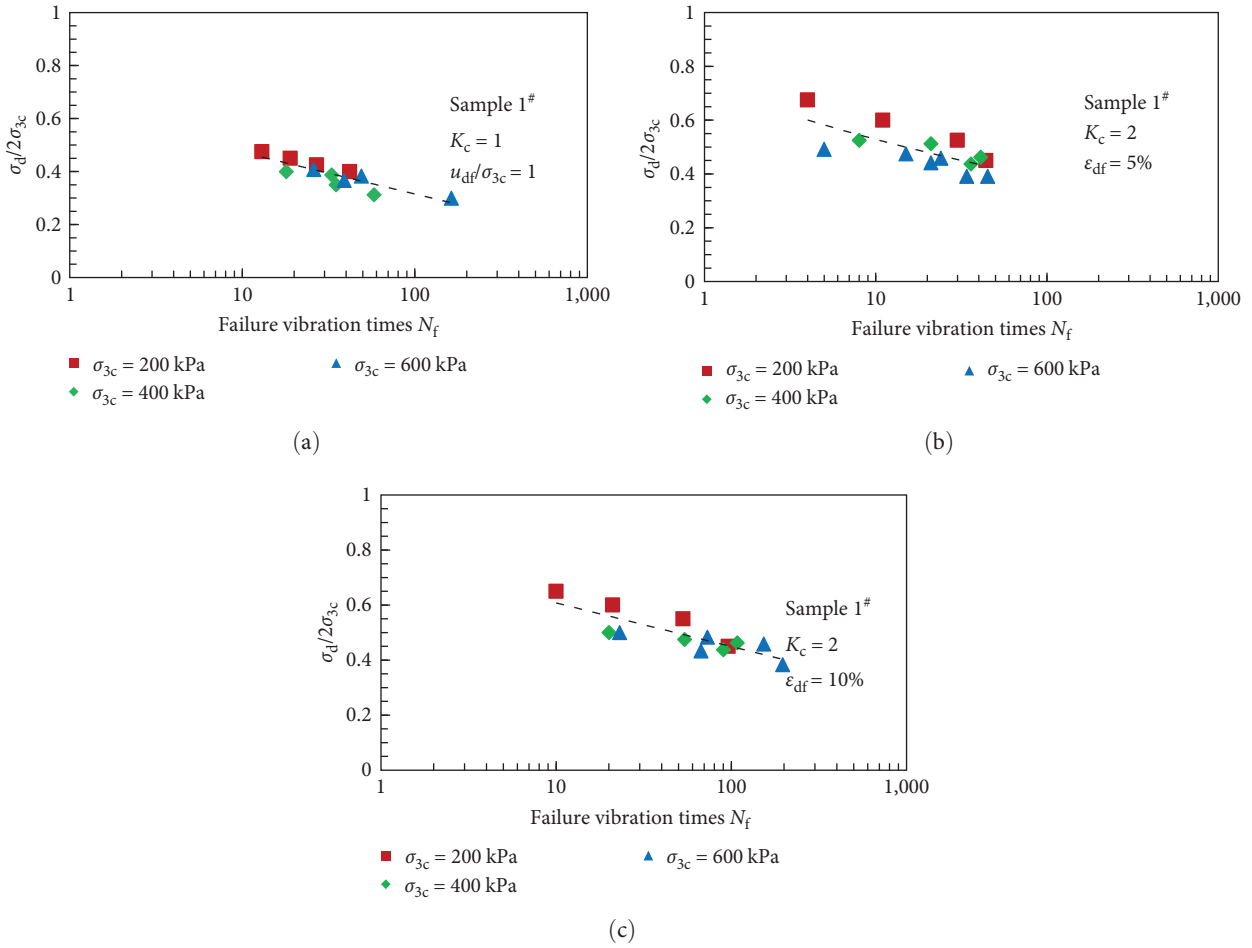 1
0.8
0.6
0.4
0.2
0
σd/2σ3c
Sample 1#
Kc = 1
udf/σ3c = 1
1 10 100 1,000
Failure vibration times Nf
σ3c = 200 kPa σ3c = 600 kPa
σ3c = 400 kPa
(a)
1
0.8
0.6
0.4
0.2
0
σd/2σ3c
Sample 1#
Kc = 2
εdf = 5%
1 10 100 1,000
Failure vibration times Nf
σ3c = 200 kPa σ3c = 600 kPa
σ3c = 400 kPa
(b)
1
0.8
0.6
0.4
0.2
0
σd/2σ3c
Sample 1#
Kc = 2
εdf = 10%
1 10 100 1,000
Failure vibration times Nf
σ3c = 200 kPa σ3c = 600 kPa
σ3c = 400 kPa
(c)